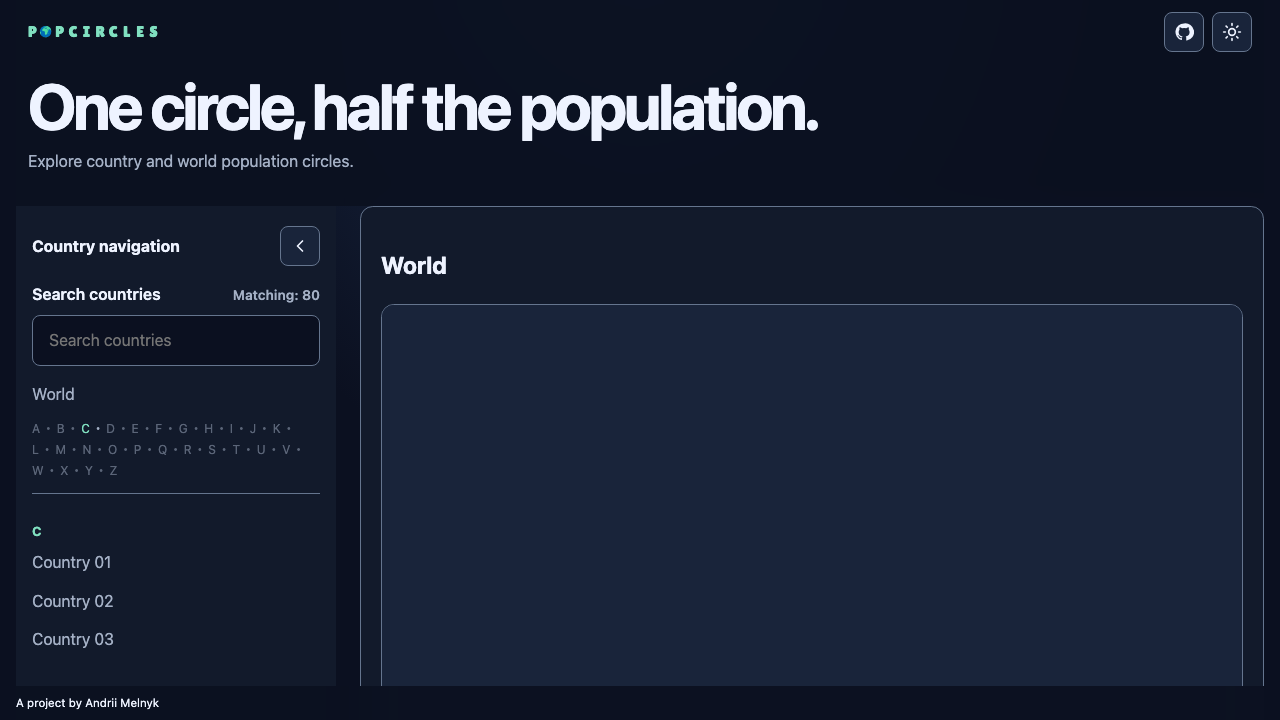 POPCIRCLES
One circle, half the population.
Explore country and world population circles.
Country navigation
Search countries
Matching: 80
Search countries
World
A • B • C • D • E • F • G • H • I • J • K •
L • M • N • O • P • Q • R • S • T • U • V •
W • X • Y • Z
C
Country 01
Country 02
Country 03
World
A project by Andrii Melnyk